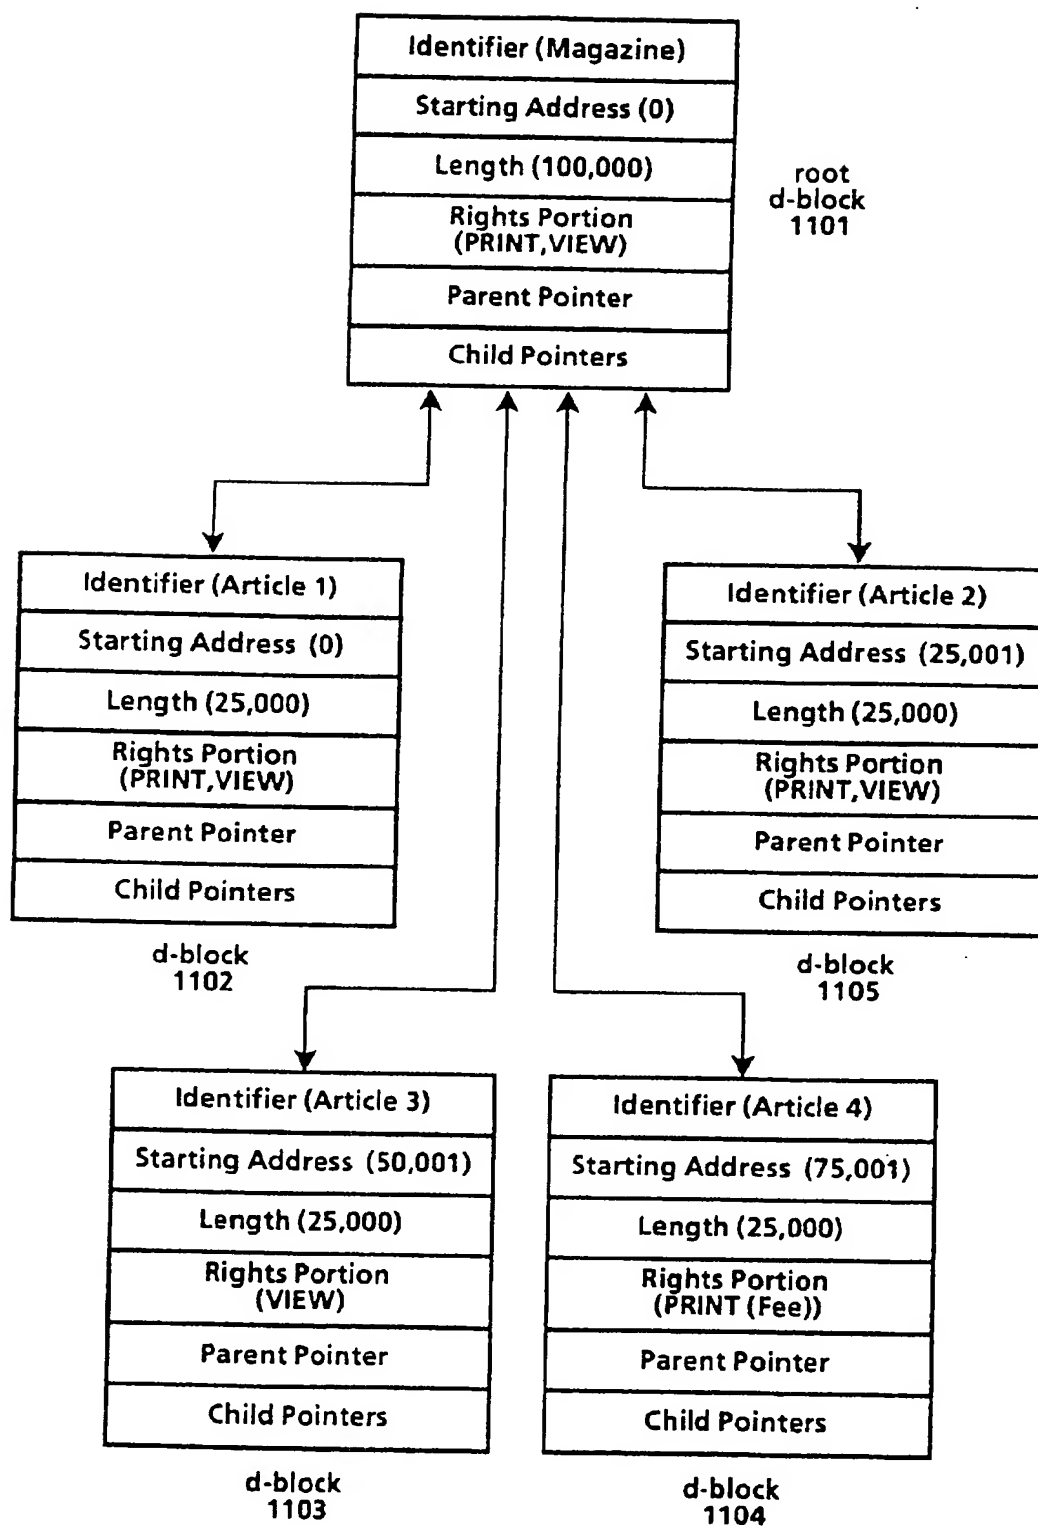 Identifier (Magazine)
Starting Address (0)
Length (100,000)
Rights Portion
(PRINT,VIEW)
Parent Pointer
Child Pointers
root
d-block
1101
Identifier (Article 1)
Starting Address (0)
Length (25,000)
Rights Portion
(PRINT,VIEW)
Parent Pointer
Child Pointers
d-block
1102
Identifier (Article 2)
Starting Address (25,001)
Length (25,000)
Rights Portion
(PRINT,VIEW)
Parent Pointer
Child Pointers
d-block
1105
Identifier (Article 3)
Starting Address (50,001)
Length (25,000)
Rights Portion
(VIEW)
Parent Pointer
Child Pointers
d-block
1103
Identifier (Article 4)
Starting Address (75,001)
Length (25,000)
Rights Portion
(PRINT (Fee))
Parent Pointer
Child Pointers
d-block
1104